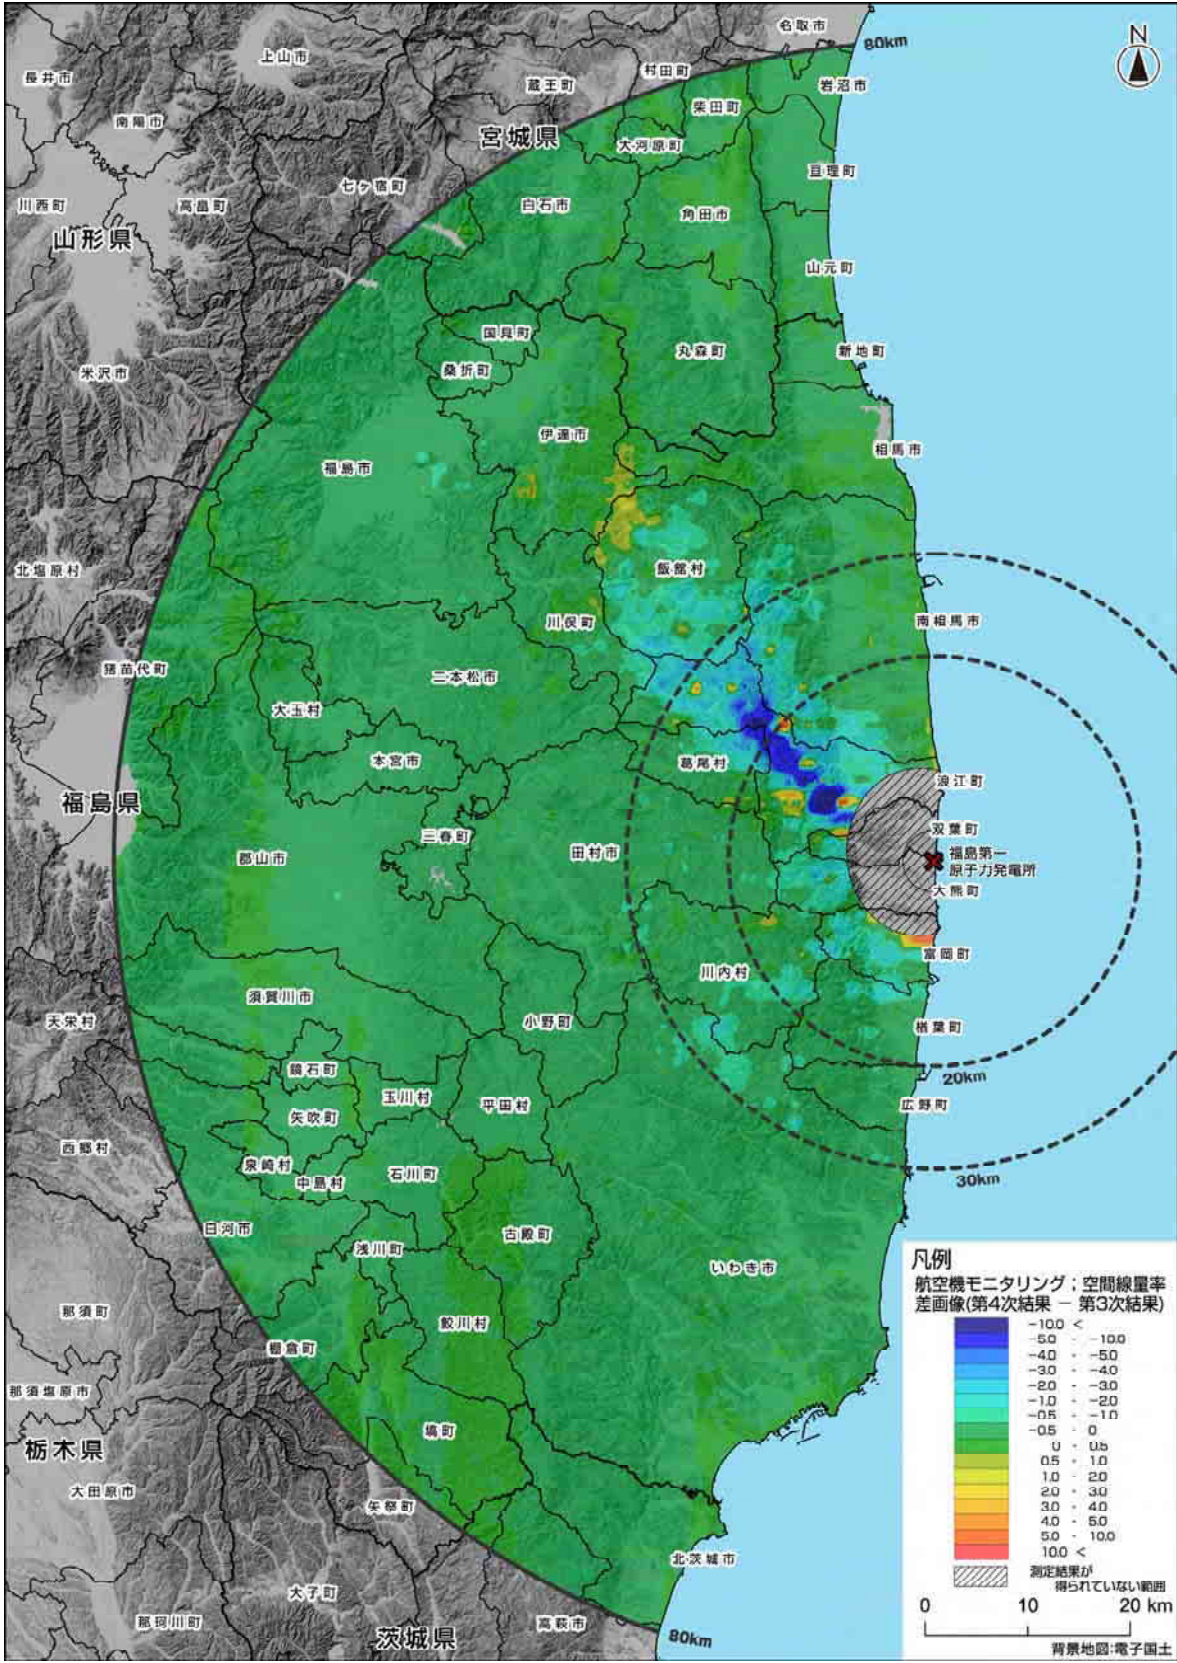 名取市
80km
N
上山市
村田町
長井市
蔵王町
岩沼市
柴田町
南陽市
宮城県
大河原町
亘理町
七ヶ宿町
川西町
高畠町
白石市
角田市
山形県
山元町
国見町
新地町
丸森町
桑折町
米沢市
伊達市
相馬市
福島市
飯舘村
北塩原村
川俣町
南相馬市
猪苗代町
二本松市
大玉村
本宮市
葛尾村
浪江町
福島県
双葉町
三春町
郡山市
田村市
福島第一
原子力発電所
大熊町
富岡町
川内村
須賀川市
天栄村
小野町
楢葉町
鏡石町
20km
玉川村
平田村
広野町
矢吹町
西郷村
泉崎村
石川町
中島村
30km
白河市
古殿町
浅川町
いわき市
那須町
鮫川村
棚倉町
那須塩原市
塙町
栃木県
大田原市
矢祭町
北茨城市
大子町
那珂川町
高萩市
茨城県
80km
凡例
航空機モニタリング；空間線量率
差画像(第4次結果 － 第3次結果)
-10.0 <
-5.0 - -10.0
-4.0 - -5.0
-3.0 - -4.0
-2.0 - -3.0
-1.0 - -2.0
-0.5 - -1.0
-0.5 - 0
0 - 0.5
0.5 - 1.0
1.0 - 2.0
2.0 - 3.0
3.0 - 4.0
4.0 - 5.0
5.0 - 10.0
10.0 <
測定結果が
得られていない範囲
0 10 20 km
背景地図:電子国土